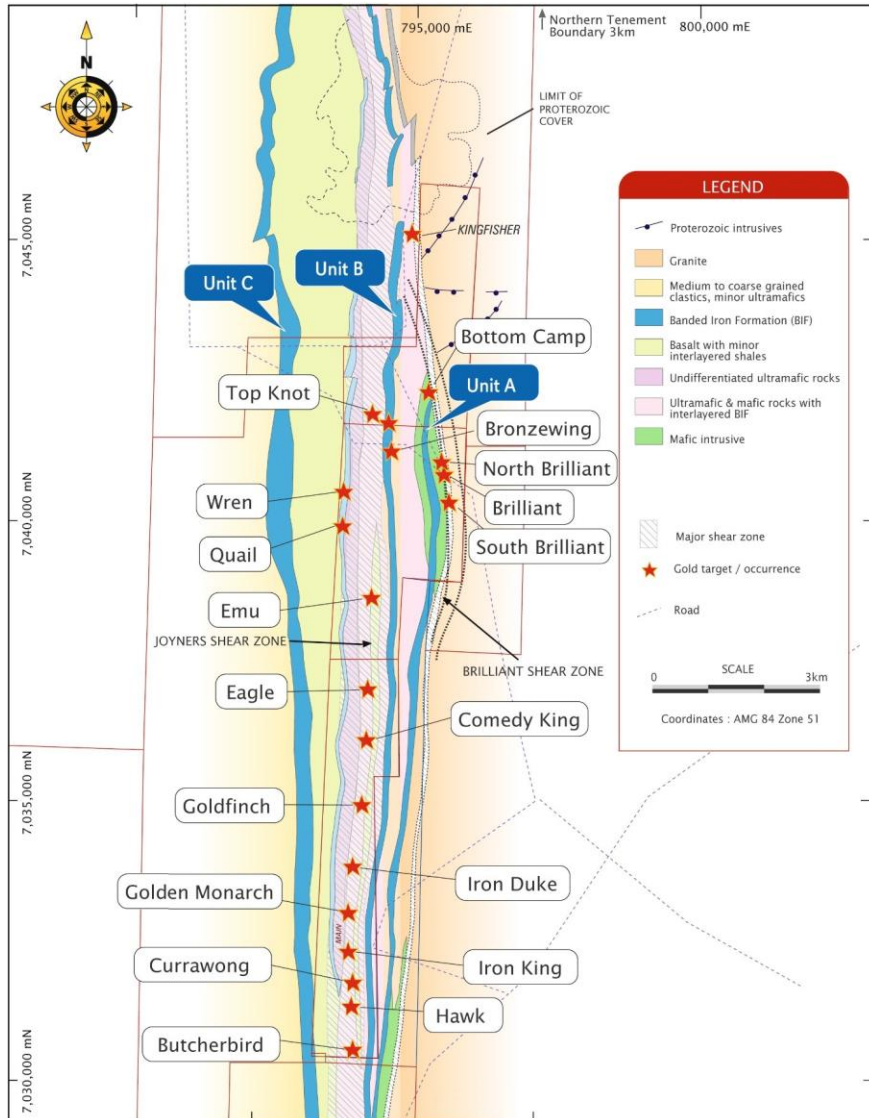 795,000 mE
Northern Tenement
Boundary 3km
800,000 mE
N
LIMIT OF
PROTEROZOIC
COVER
7,045,000 mN
KINGFISHER
Unit C
Unit B
Bottom Camp
Top Knot
Unit A
Bronzewing
North Brilliant
Wren
Brilliant
7,040,000 mN
Quail
South Brilliant
Emu
JOYNERS SHEAR ZONE
BRILLIANT SHEAR ZONE
Eagle
Comedy King
7,035,000 mN
Goldfinch
Iron Duke
Golden Monarch
MAIN
Currawong
Iron King
Hawk
Butcherbird
7,030,000 mN
LEGEND
Proterozoic intrusives
Granite
Medium to coarse grained
clastics, minor ultramafics
Banded Iron Formation (BIF)
Basalt with minor
interlayered shales
Undifferentiated ultramafic rocks
Ultramafic & mafic rocks with
interlayered BIF
Mafic intrusive
Major shear zone
Gold target / occurrence
Road
SCALE
0 3km
Coordinates : AMG 84 Zone 51